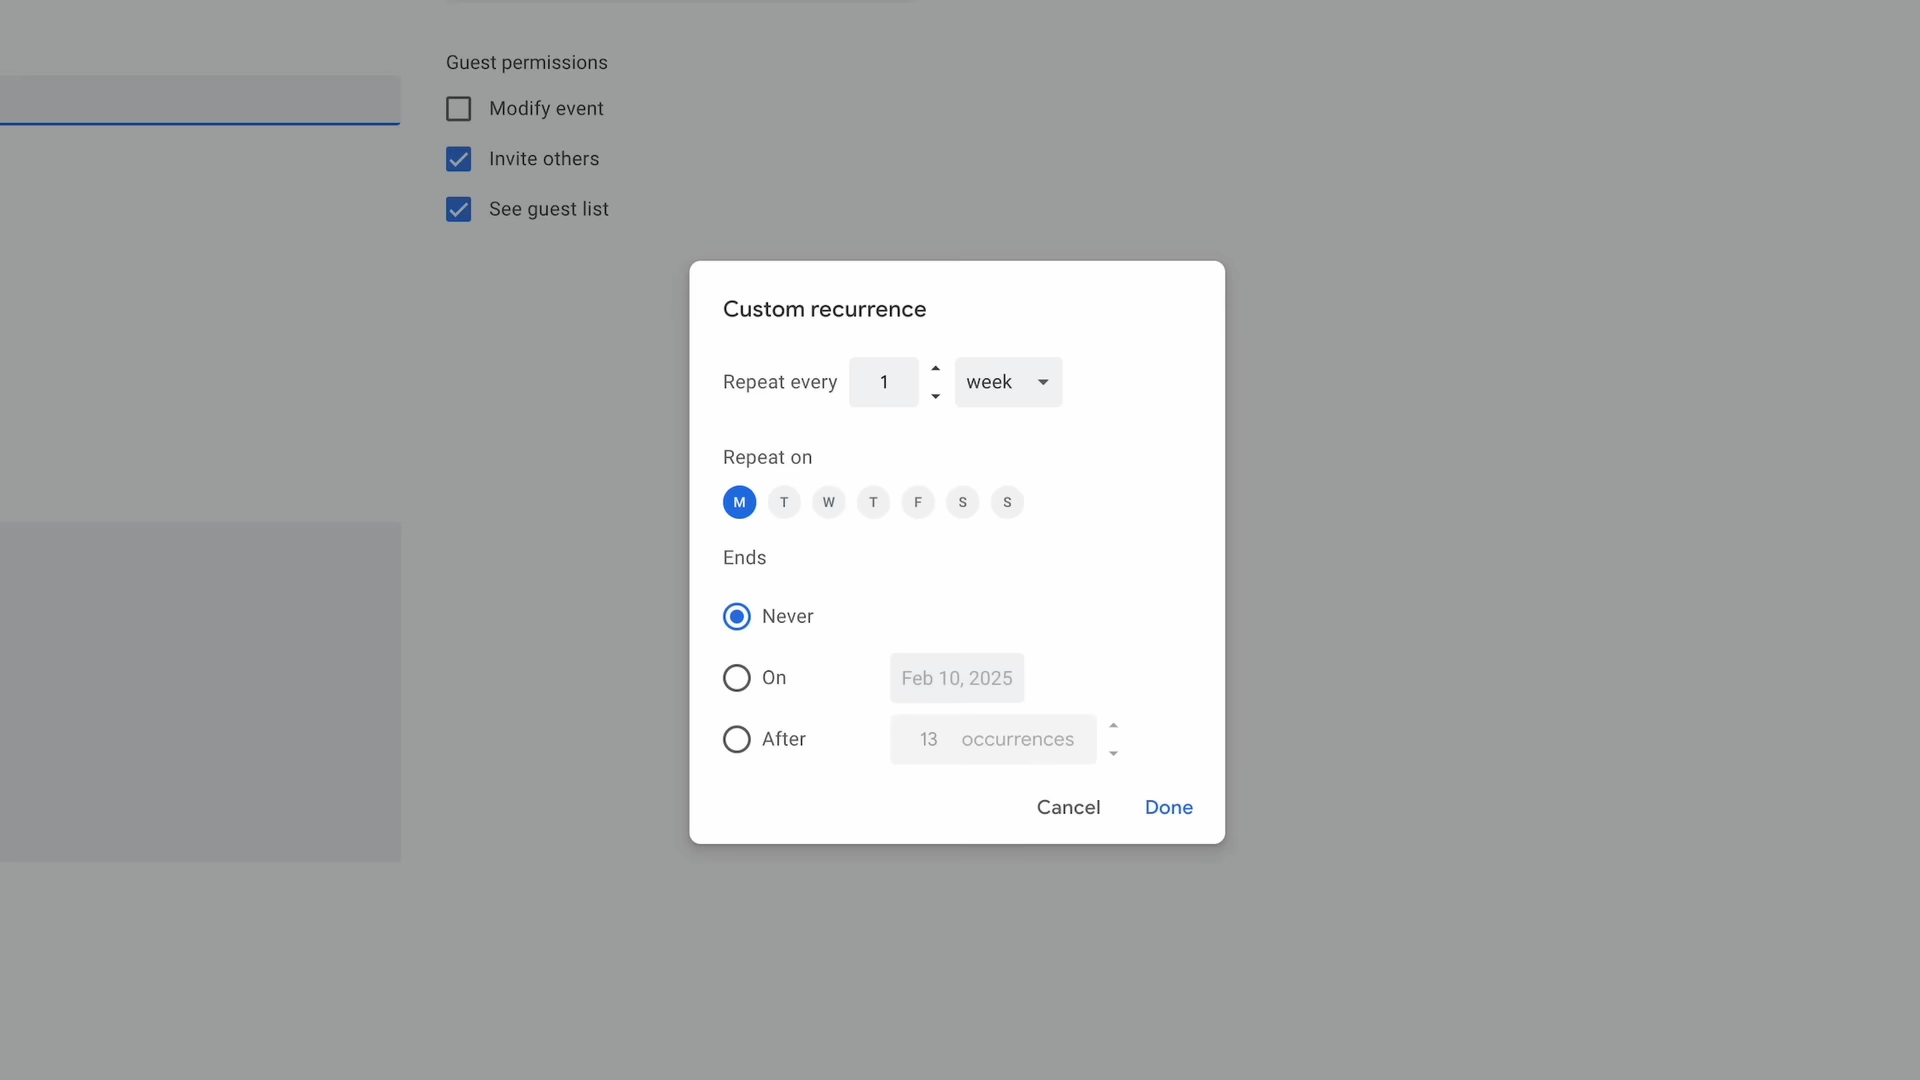 Guest permissions
Modify event
Invite others
See guest list
Custom recurrence
Repeat every 1 week
Repeat on
M T W T F S S
Ends
Never
On Feb 10, 2025
After 13 occurrences
Cancel Done